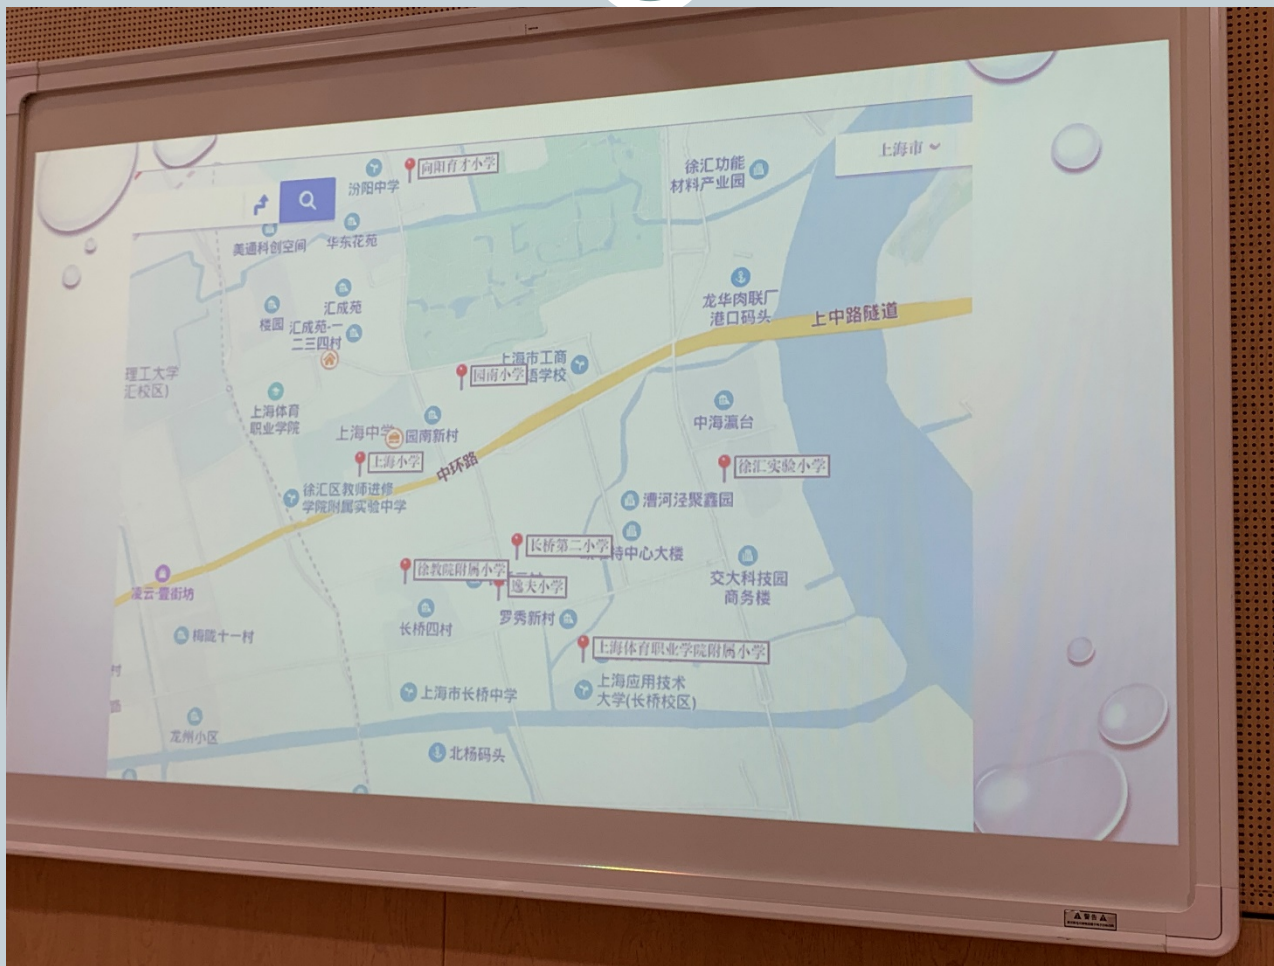 向阳育才小学
汾阳中学
徐汇功能
材料产业园
上海市
美通科创空间
华东花苑
汇成苑
龙华肉联厂
港口码头
楼园
汇成苑-一
二三四村
上中路隧道
理工大学
汇校区)
上海市工商
语学校
园南小学
上海体育
职业学院
上海中学
园南新村
中海瀛台
上海小学
中环路
徐汇实验小学
徐汇区教师进修
学院附属实验中学
漕河泾聚鑫园
长桥第二小学
特中心大楼
徐教院附属小学
逸夫小学
交大科技园
商务楼
凌云·壹街坊
长桥四村
罗秀新村
梅陇十一村
上海体育职业学院附属小学
村
上海市长桥中学
上海应用技术
大学(长桥校区)
龙州小区
北杨码头
警告